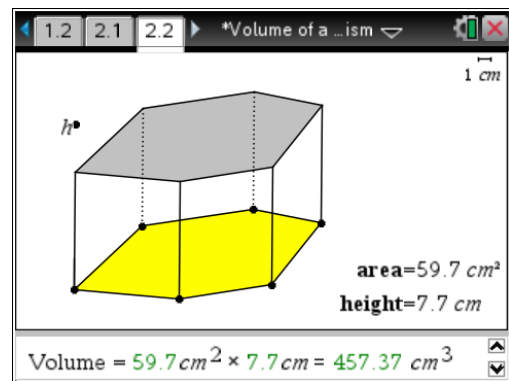 1.2 2.1 2.2 *Volume of a …ism
1 cm
h
area=59.7 cm²
height=7.7 cm
Volume = 59.7cm² × 7.7cm = 457.37 cm³